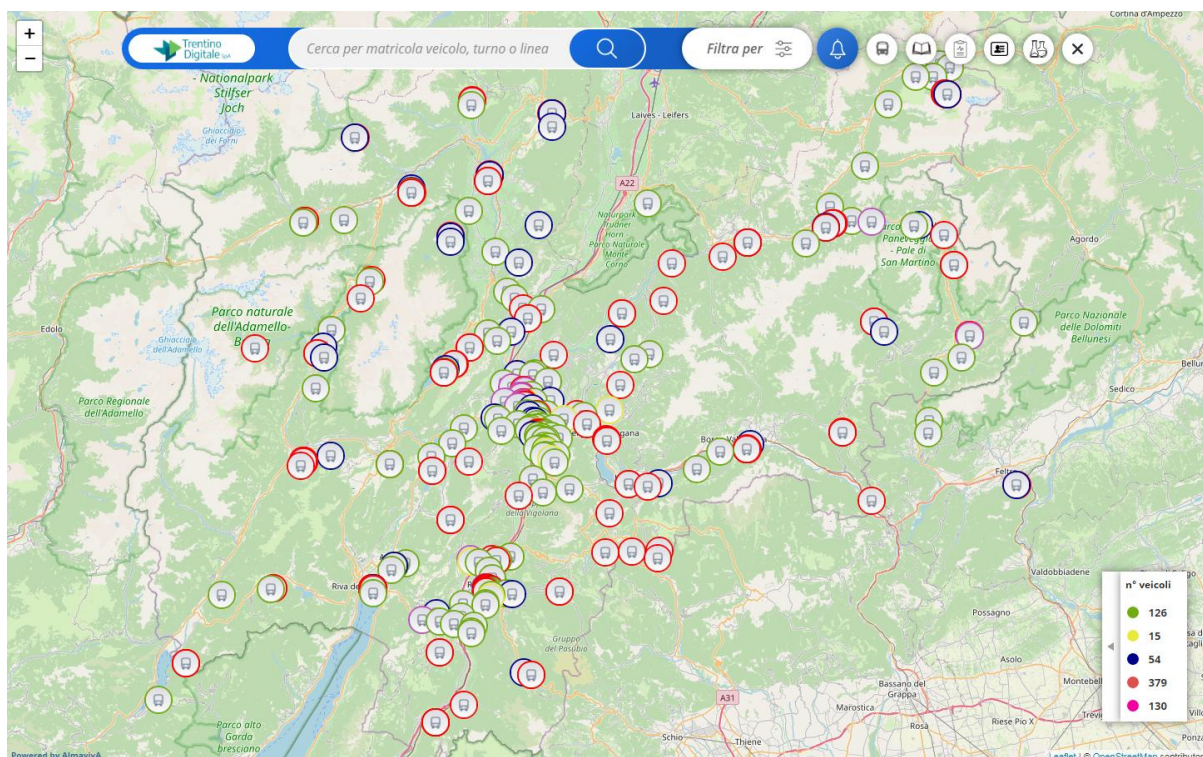 Cortina d'Ampezzo
+
−
Trentino
Digitale SpA
Cerca per matricola veicolo, turno o linea
Filtra per
- Nationalpark
Stilfser
Joch
Ghiacciaio
dei Forni
Laives - Leifers
A22
Naturpark
Trudner
Horn -
Parco Naturale
Monte
Corno
Paneveggio
- Pale di
San Martino
Agordo
Parco naturale
dell'Adamello-
Edolo
Ghiacciaio
dell'Adamello
Parco Nazionale
delle Dolomiti
Bellunesi
Sedico
Parco Regionale
dell'Adamello
Feltre
della Vigolana
Riva de
Valdobbiadene
Possagno
Gruppo
del Pasubio
Asolo
Bassano del
Grappa
Marostica
Montebell
A31
Rosà
Riese Pio X
Schio
Thiene
Parco alto
Garda
bresciano
n° veicoli
126
15
54
379
130
Powered by AlmavivA
Leaflet | © OpenStreetMap contributor